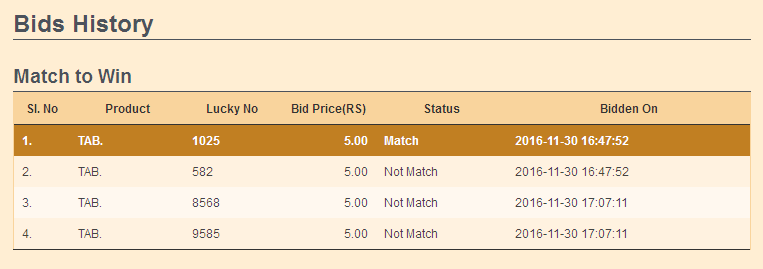 Bids History
Match to Win
Sl. No Product Lucky No Bid Price(RS) Status Bidden On
1. TAB. 1025 5.00 Match 2016-11-30 16:47:52
2. TAB. 582 5.00 Not Match 2016-11-30 16:47:52
3. TAB. 8568 5.00 Not Match 2016-11-30 17:07:11
4. TAB. 9585 5.00 Not Match 2016-11-30 17:07:11